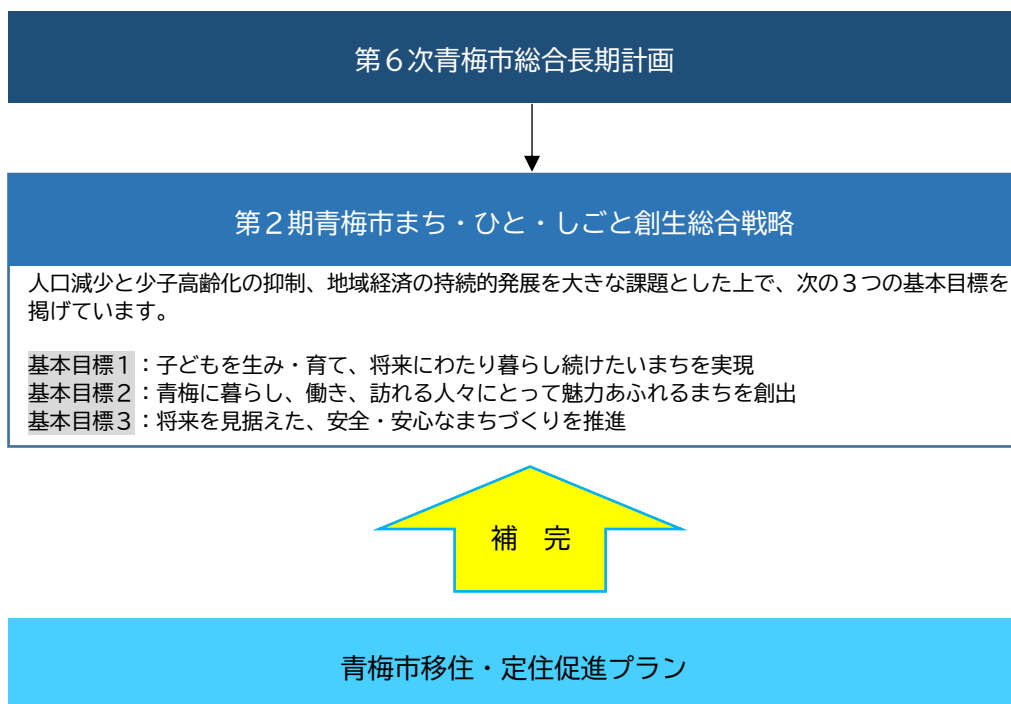 第６次青梅市総合長期計画
第２期青梅市まち・ひと・しごと創生総合戦略
人口減少と少子高齢化の抑制、地域経済の持続的発展を大きな課題とした上で、次の３つの基本目標を
掲げています。
基本目標１：子どもを生み・育て、将来にわたり暮らし続けたいまちを実現
基本目標２：青梅に暮らし、働き、訪れる人々にとって魅力あふれるまちを創出
基本目標３：将来を見据えた、安全・安心なまちづくりを推進
補　完
青梅市移住・定住促進プラン